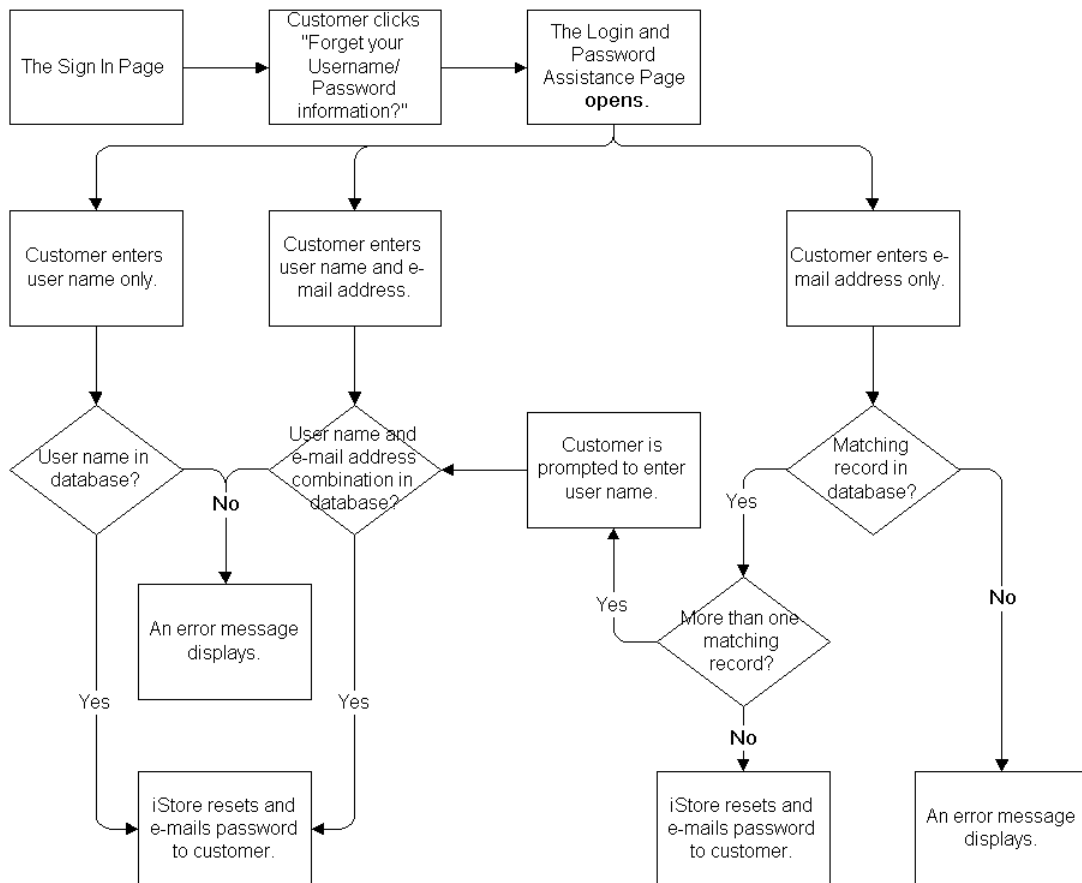 The Sign In Page
Customer clicks
"Forget your
Username/
Password
information?"
The Login and
Password
Assistance Page
opens.
Customer enters
user name only.
Customer enters
user name and e-
mail address.
Customer enters e-
mail address only.
User name in
database?
User name and
e-mail address
combination in
database?
Customer is
prompted to enter
user name.
Matching
record in
database?
No
Yes
An error message
displays.
Yes
More than one
matching
record?
No
Yes
Yes
No
iStore resets and
e-mails password
to customer.
iStore resets and
e-mails password
to customer.
An error message
displays.